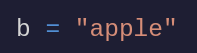 b = "apple"